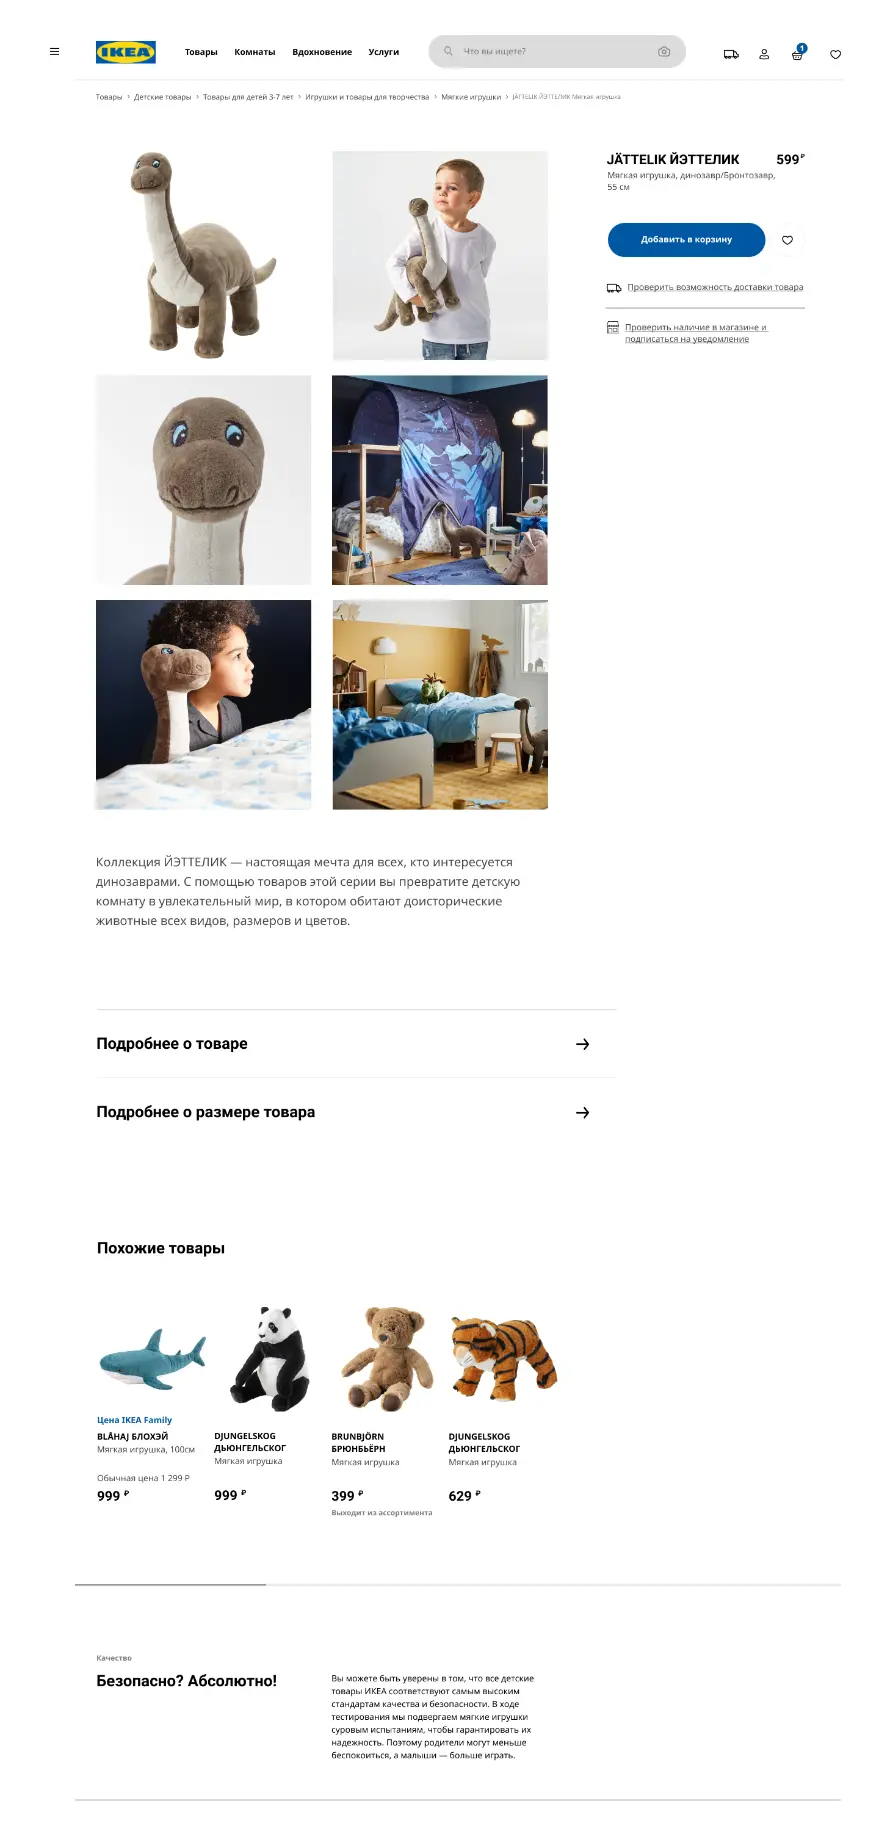 IKEA
Товары Комнаты Вдохновение Услуги
Что вы ищете?
1
Товары › Детские товары › Товары для детей 3-7 лет › Игрушки и товары для творчества › Мягкие игрушки › JÄTTELIK ЙЭТТЕЛИК Мягкая игрушка
JÄTTELIK ЙЭТТЕЛИК 599₽
Мягкая игрушка, динозавр/Бронтозавр,
55 см
Добавить в корзину
Проверить возможность доставки товара
Проверить наличие в магазине и
подписаться на уведомление
Коллекция ЙЭТТЕЛИК — настоящая мечта для всех, кто интересуется
динозаврами. С помощью товаров этой серии вы превратите детскую
комнату в увлекательный мир, в котором обитают доисторические
животные всех видов, размеров и цветов.
Подробнее о товаре
Подробнее о размере товара
Похожие товары
Цена IKEA Family
BLÅHAJ БЛОХЭЙ
Мягкая игрушка, 100см
Обычная цена 1 299 Р
999 ₽
DJUNGELSKOG
ДЬЮНГЕЛЬСКОГ
Мягкая игрушка
999 ₽
BRUNBJÖRN
БРЮНБЬЁРН
Мягкая игрушка
399 ₽
Выходит из ассортимента
DJUNGELSKOG
ДЬЮНГЕЛЬСКОГ
Мягкая игрушка
629 ₽
Качество
Безопасно? Абсолютно!
Вы можете быть уверены в том, что все детские
товары ИКЕА соответствуют самым высоким
стандартам качества и безопасности. В ходе
тестирования мы подвергаем мягкие игрушки
суровым испытаниям, чтобы гарантировать их
надежность. Поэтому родители могут меньше
беспокоиться, а малыши — больше играть.